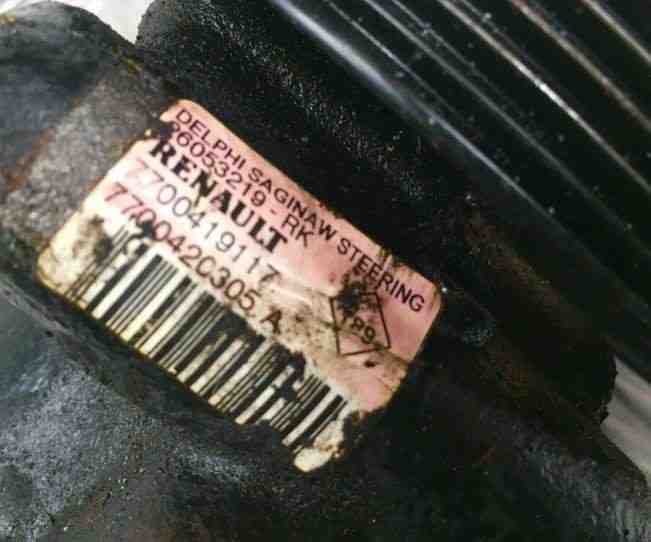 DELPHI SAGINAW STEERING
26053219 - RK
RENAULT
7700419117
7700420305 A